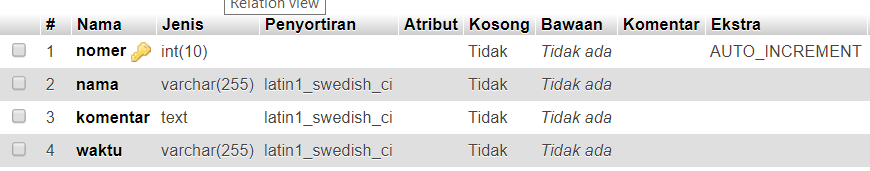 Relation view
# Nama Jenis Penyortiran Atribut Kosong Bawaan Komentar Ekstra
1 nomer int(10) Tidak Tidak ada AUTO_INCREMENT
2 nama varchar(255) latin1_swedish_ci Tidak Tidak ada
3 komentar text latin1_swedish_ci Tidak Tidak ada
4 waktu varchar(255) latin1_swedish_ci Tidak Tidak ada